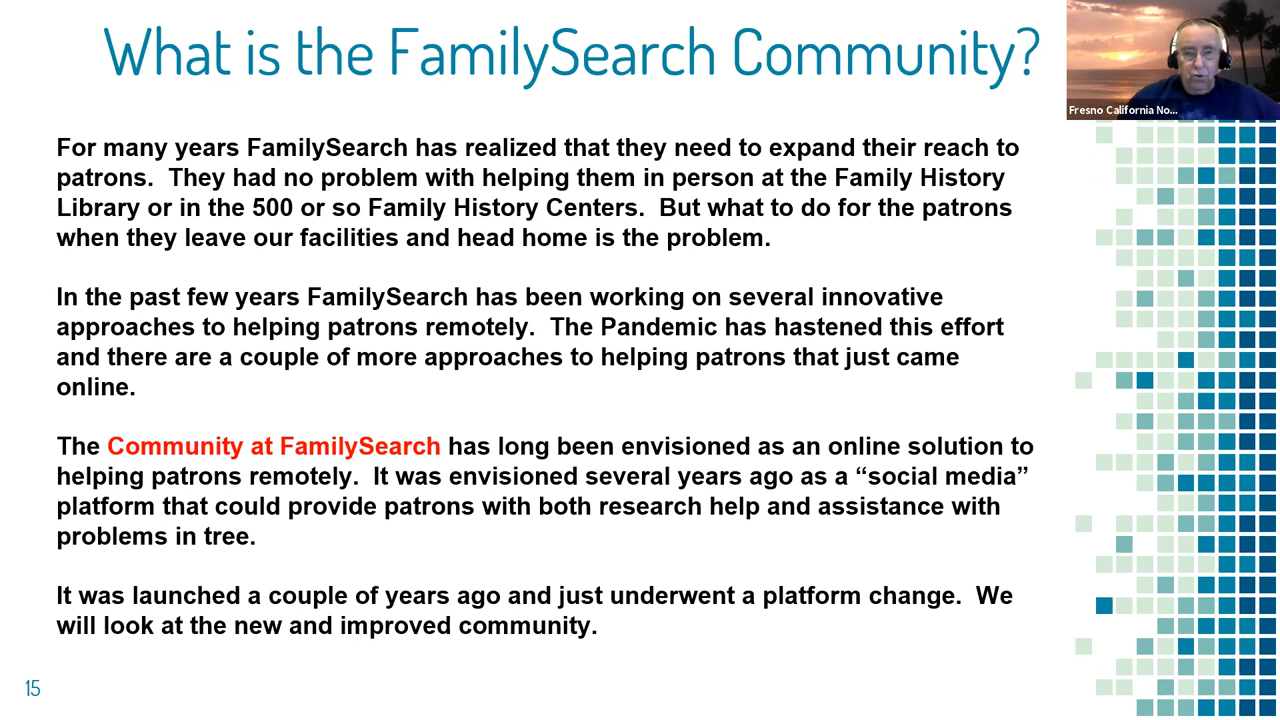 What is the FamilySearch Community?
Fresno California No...
For many years FamilySearch has realized that they need to expand their reach to
patrons.  They had no problem with helping them in person at the Family History
Library or in the 500 or so Family History Centers.  But what to do for the patrons
when they leave our facilities and head home is the problem.
In the past few years FamilySearch has been working on several innovative
approaches to helping patrons remotely.  The Pandemic has hastened this effort
and there are a couple of more approaches to helping patrons that just came
online.
The Community at FamilySearch has long been envisioned as an online solution to
helping patrons remotely.  It was envisioned several years ago as a “social media”
platform that could provide patrons with both research help and assistance with
problems in tree.
It was launched a couple of years ago and just underwent a platform change.  We
will look at the new and improved community.
15